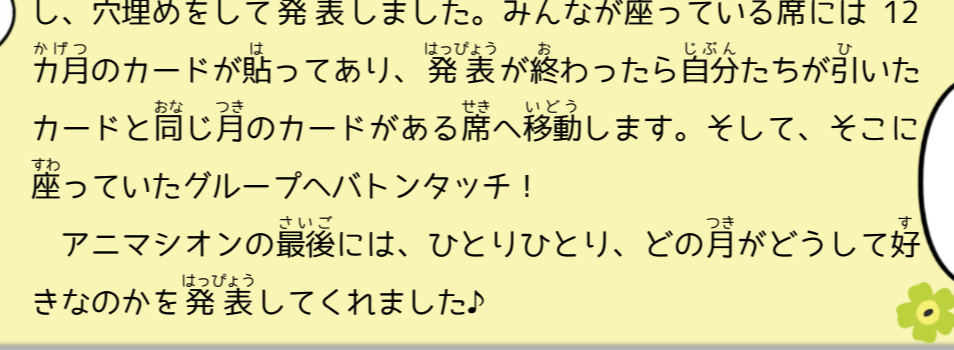 し、穴埋めをして発表しました。みんなが座っている席には 12
カ月のカードが貼ってあり、発表が終わったら自分たちが引いた
カードと同じ月のカードがある席へ移動します。そして、そこに
座っていたグループへバトンタッチ！
アニマシオンの最後には、ひとりひとり、どの月がどうして好
きなのかを発表してくれました♪